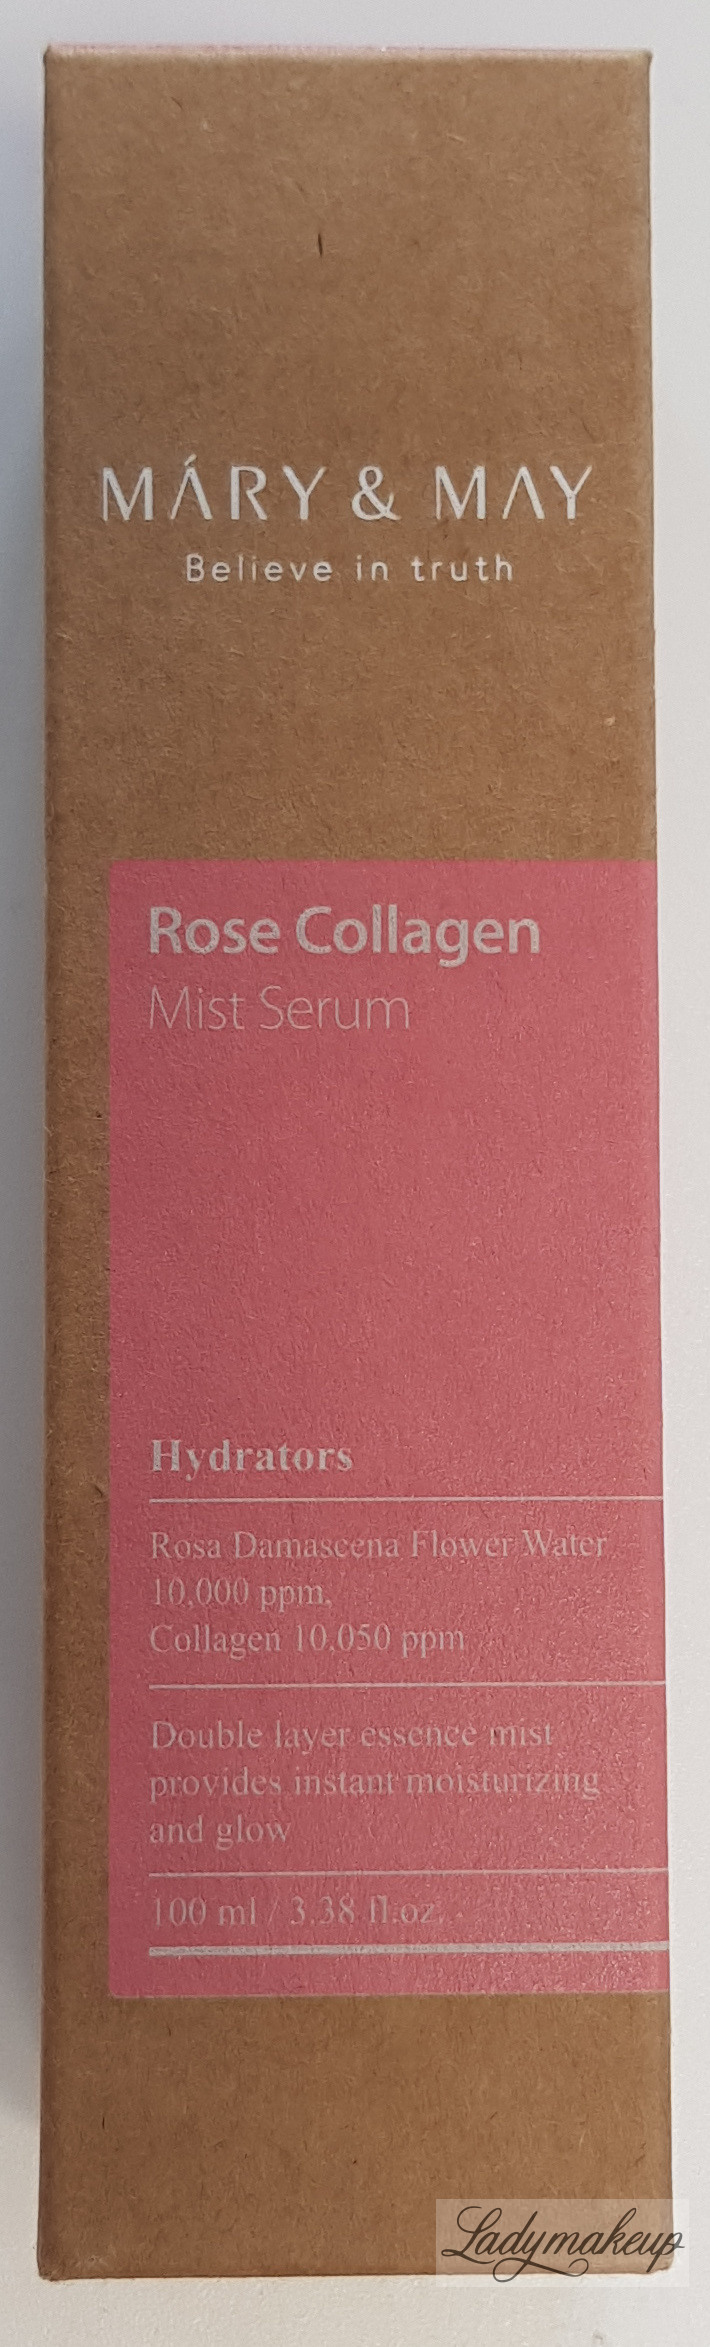 MÁRY & MAY
Believe in truth
Rose Collagen
Mist Serum
Hydrators
Rosa Damascena Flower Water
10,000 ppm,
Collagen 10,050 ppm
Double layer essence mist
provides instant moisturizing
and glow
100 ml / 3.38 fl.oz.
Ladymakeup